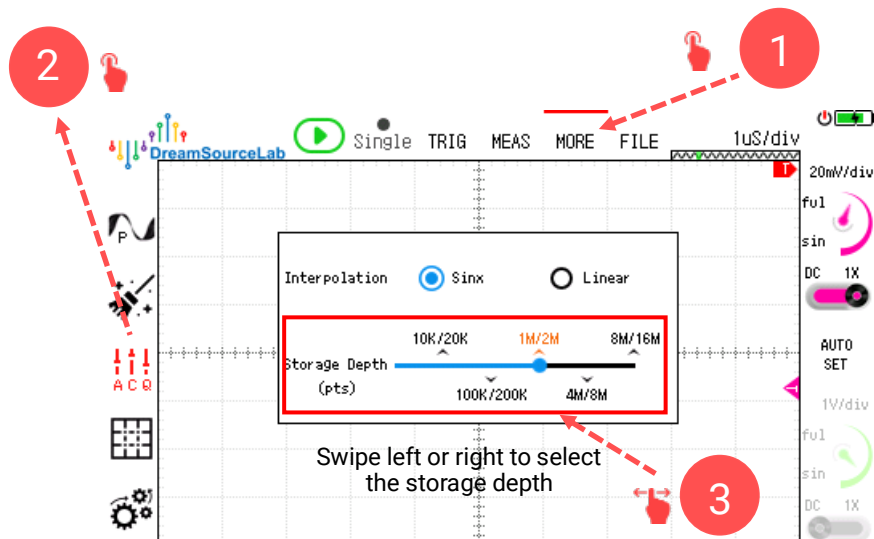 2
1
DreamSourceLab
Single TRIG MEAS MORE FILE 1uS/div
T
20mV/div
ful
sin
DC 1X
P
Interpolation Sinx Linear
10K/20K 1M/2M 8M/16M
Storage Depth
(pts)
100K/200K 4M/8M
A C Q
AUTO
SET
1V/div
ful
sin
DC 1X
Swipe left or right to select
the storage depth
3